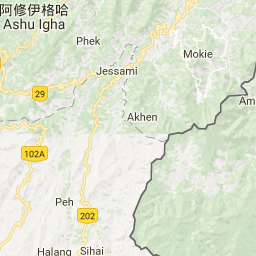 阿修伊格哈
Ashu Igha
Phek
Mokie
Jessami
29
Am
Akhen
102A
Peh
202
Halang
Sihai